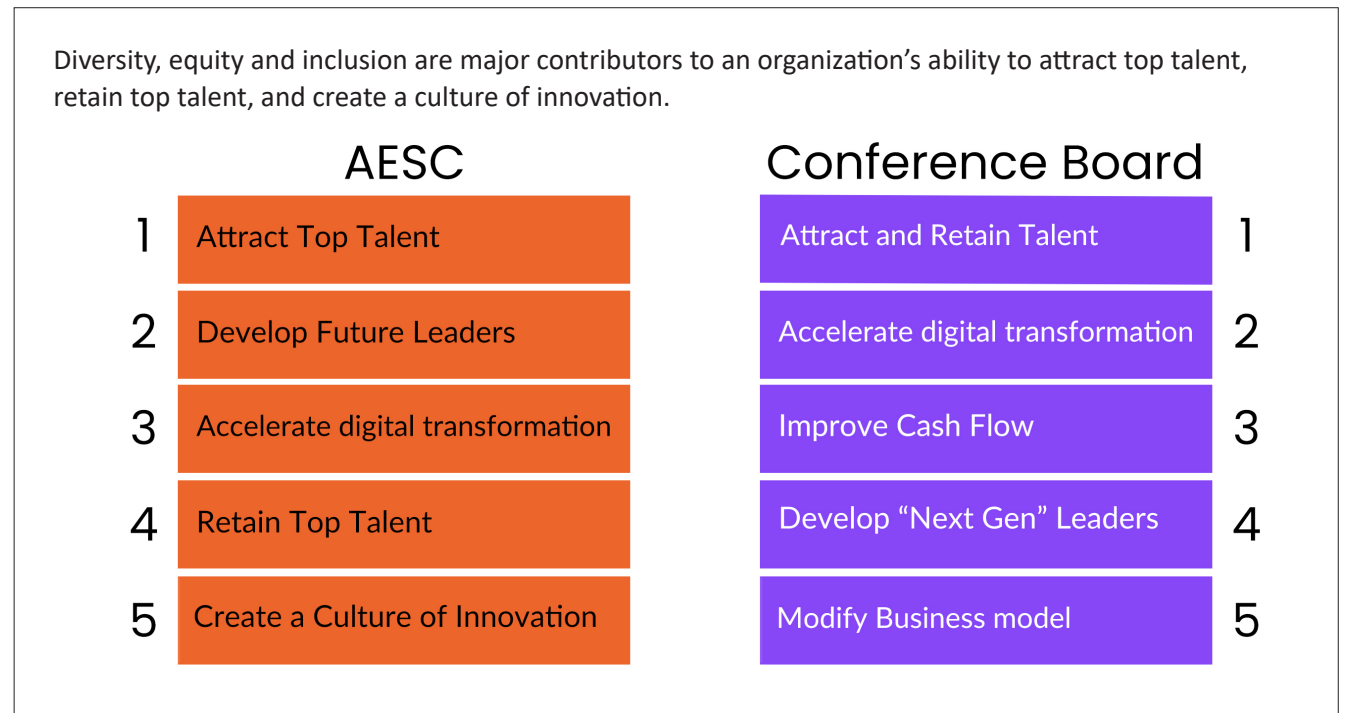 Diversity, equity and inclusion are major contributors to an organization’s ability to attract top talent,
retain top talent, and create a culture of innovation.
AESC
1 Attract Top Talent
2 Develop Future Leaders
3 Accelerate digital transformation
4 Retain Top Talent
5 Create a Culture of Innovation
Conference Board
Attract and Retain Talent 1
Accelerate digital transformation 2
Improve Cash Flow 3
Develop “Next Gen” Leaders 4
Modify Business model 5